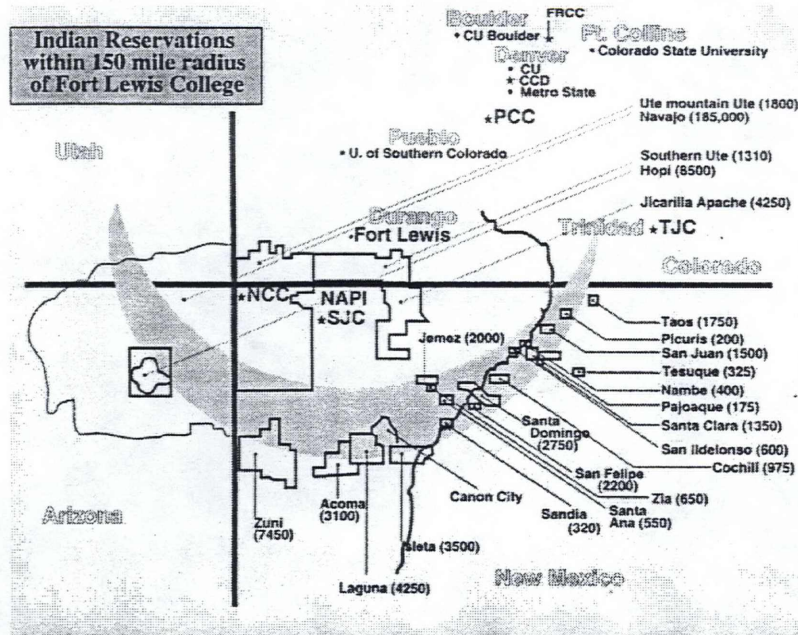 Indian Reservations
within 150 mile radius
of Fort Lewis College
Boulder
• CU Boulder
FRCC
★
Ft. Collins
• Colorado State University
Denver
• CU
★ CCD
• Metro State
★PCC
Pueblo
• U. of Southern Colorado
Utah
Ute mountain Ute (1800)
Navajo (185,000)
Southern Ute (1310)
Hopi (8500)
Jicarilla Apache (4250)
Durango
•Fort Lewis
Trinidad ★TJC
Colorado
★NCC
NAPI
★SJC
Jemez (2000)
Taos (1750)
Picuris (200)
San Juan (1500)
Tesuque (325)
Nambe (400)
Pajoaque (175)
Santa Clara (1350)
San Ildelonso (600)
Cochill (975)
Santa
Domingo
(2750)
San Felipe
(2200)
Zia (650)
Santa
Ana (550)
Sandia
(320)
Canon City
Acoma
(3100)
Zuni
(7450)
Isleta (3500)
Laguna (4250)
Arizona
New Mexico